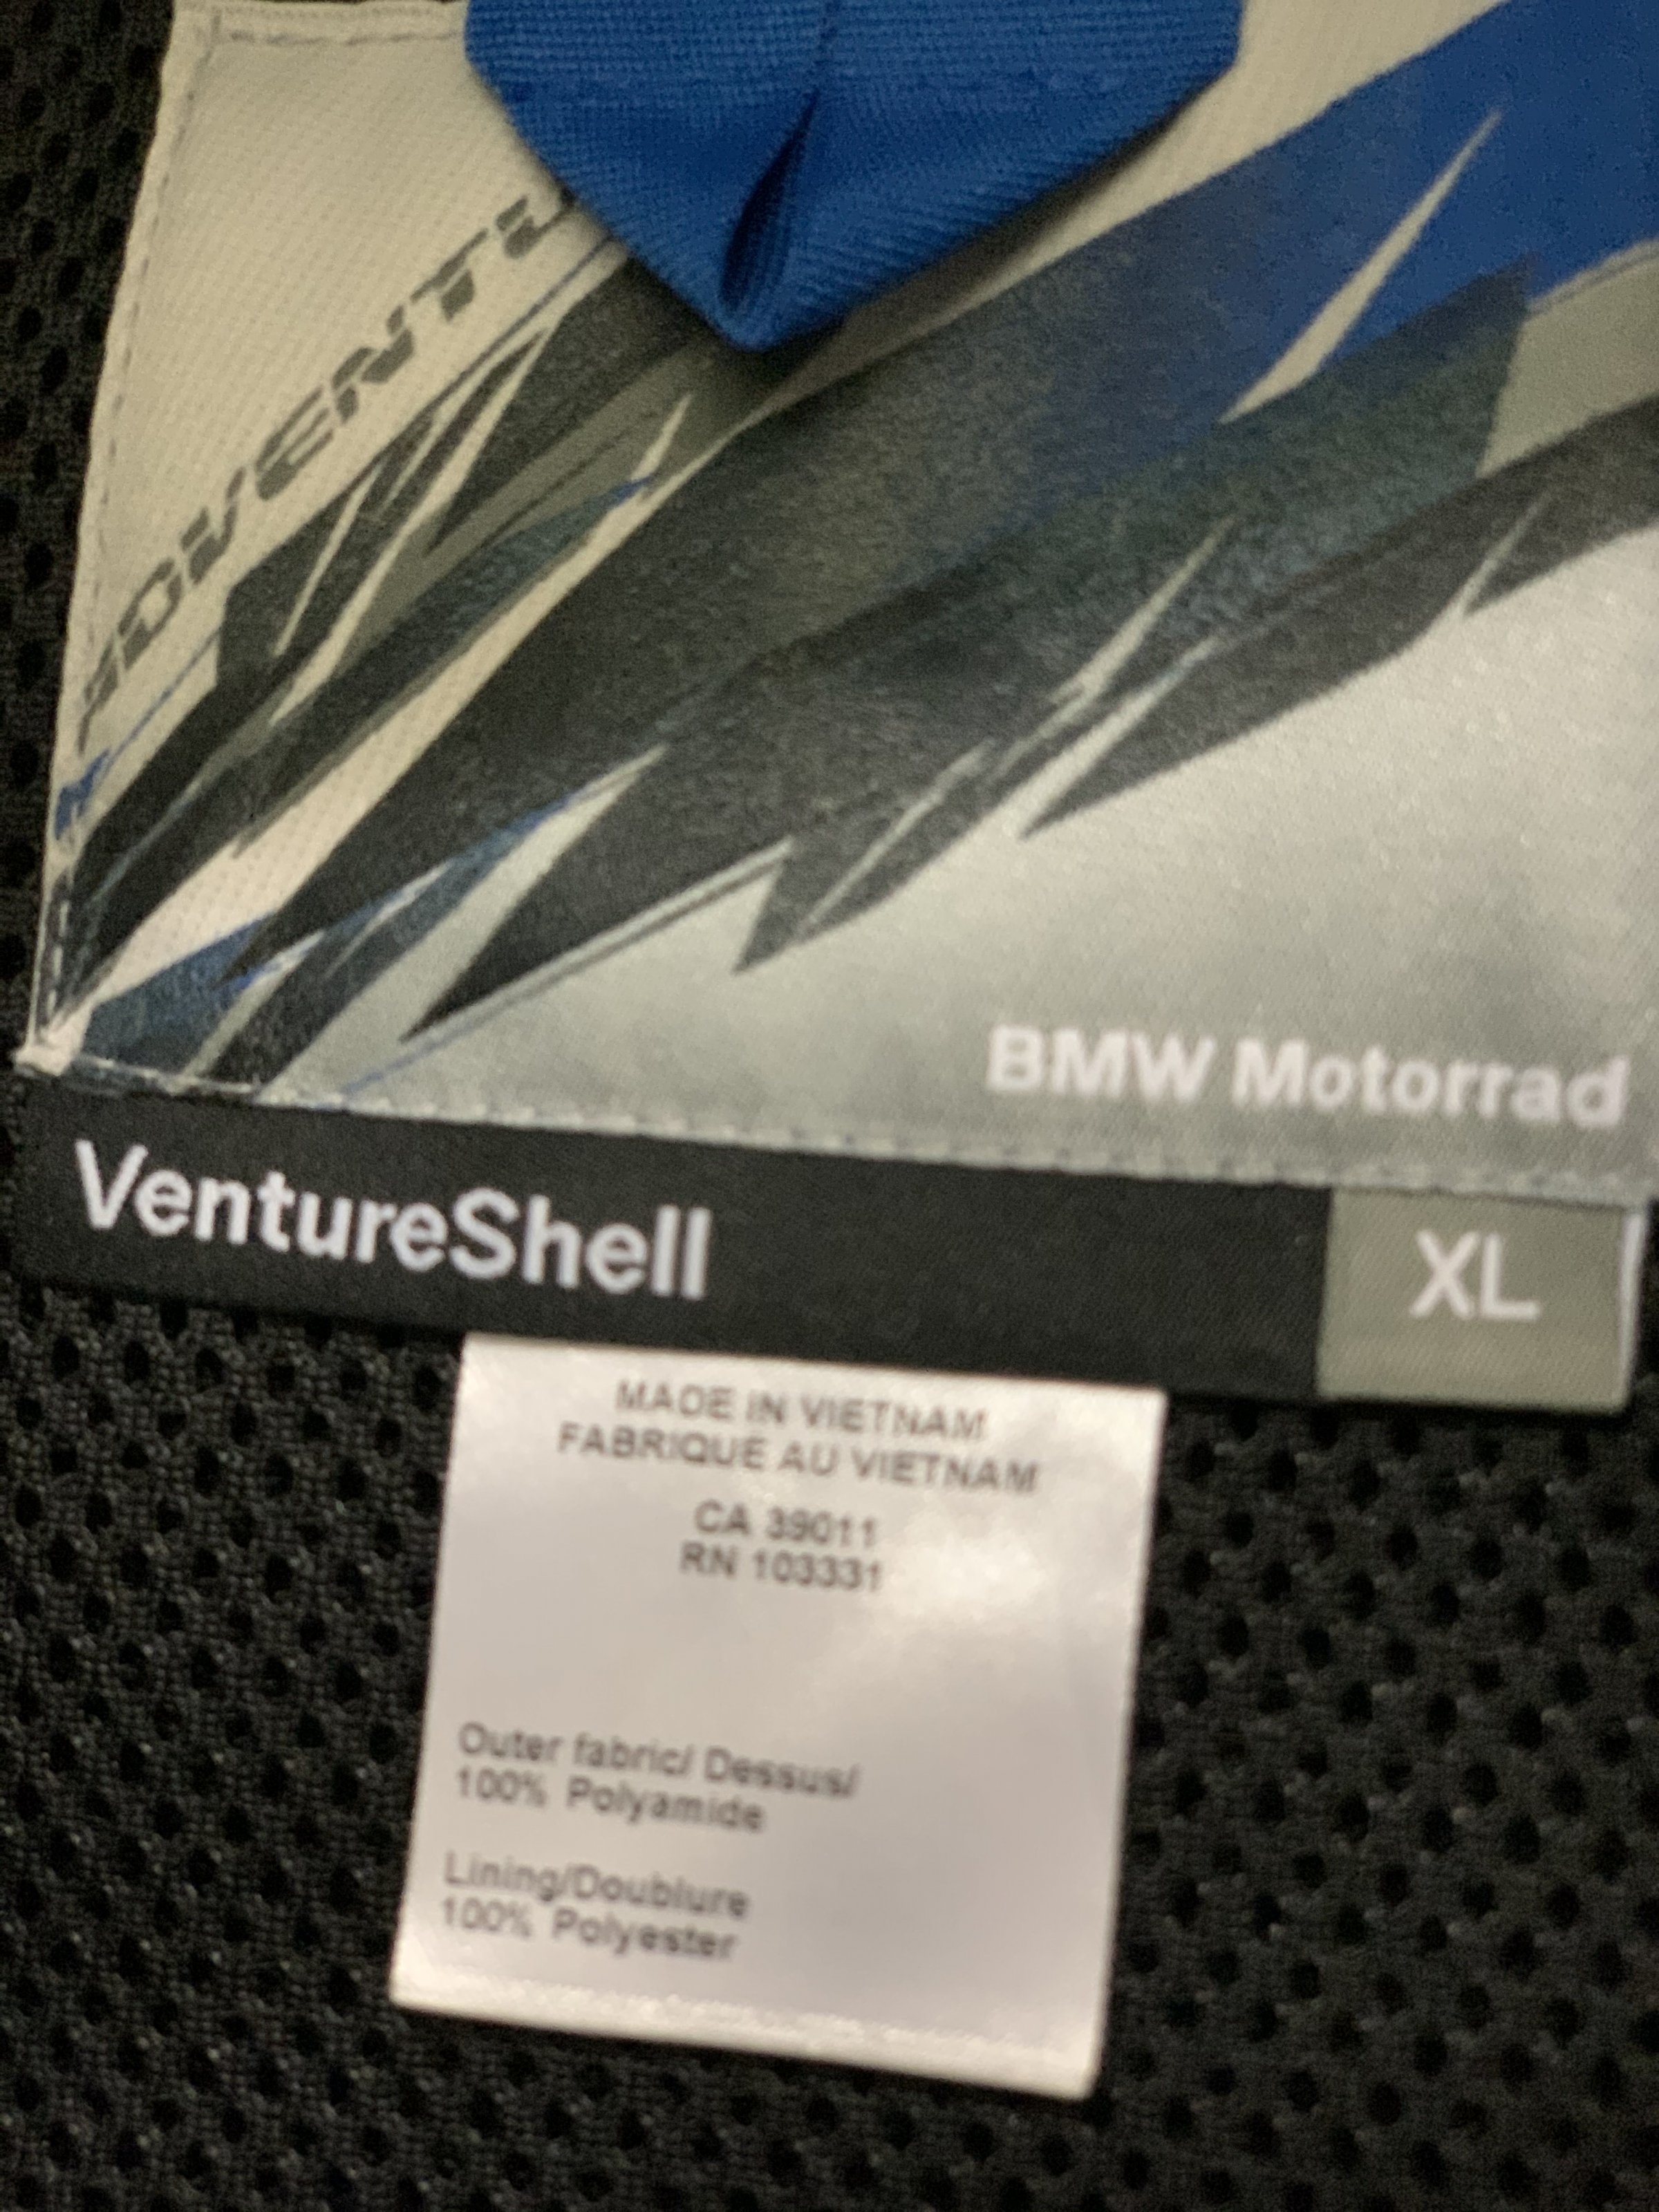 ADVENTU
BMW Motorrad
VentureShell
XL
MADE IN VIETNAM
FABRIQUE AU VIETNAM
CA 39011
RN 103331
Outer fabric/ Dessus/
100% Polyamide
Lining/Doublure
100% Polyester